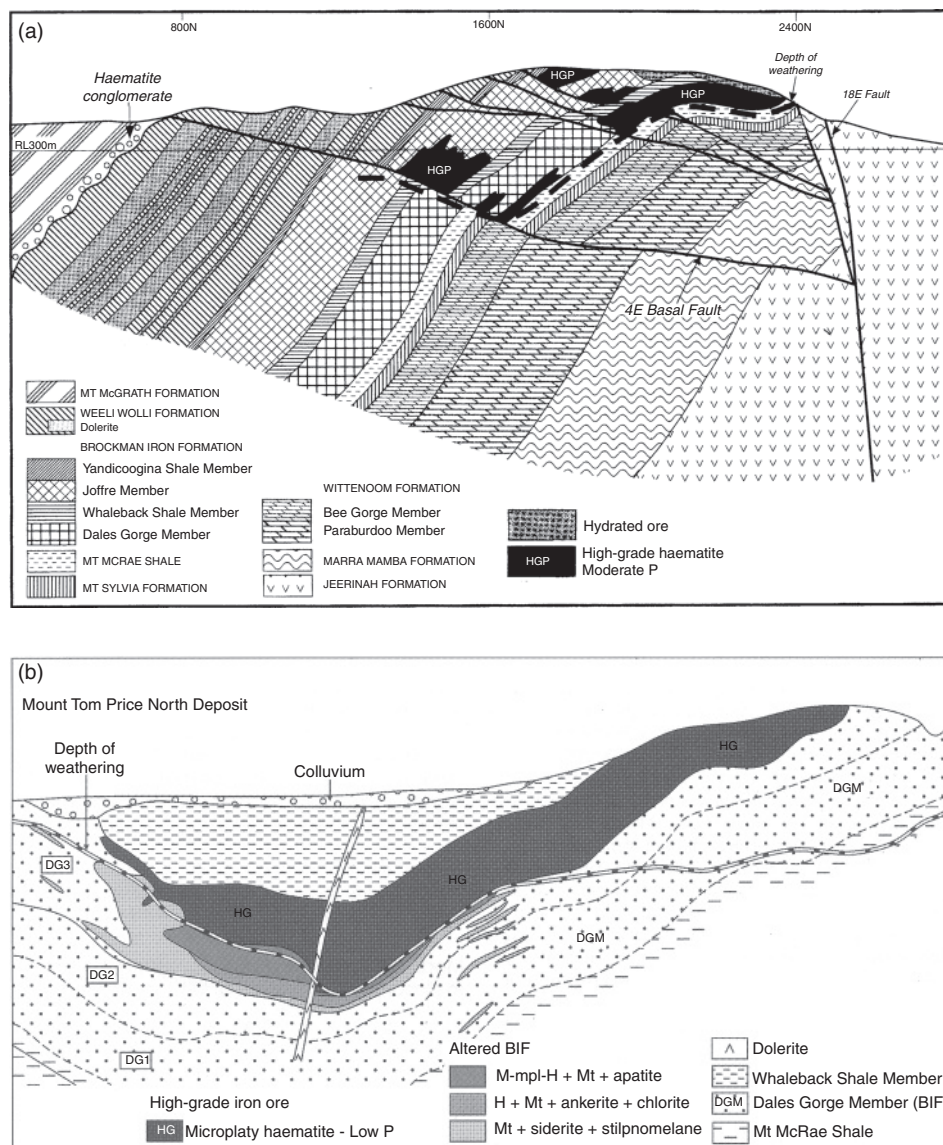 (a)
800N
1600N
2400N
Haematite
conglomerate
HGP
HGP
Depth of
weathering
18E Fault
RL300m
HGP
4E Basal Fault
MT McGRATH FORMATION
WEELI WOLLI FORMATION
Dolerite
BROCKMAN IRON FORMATION
Yandicoogina Shale Member
Joffre Member
Whaleback Shale Member
Dales Gorge Member
MT MCRAE SHALE
MT SYLVIA FORMATION
WITTENOOM FORMATION
Bee Gorge Member
Paraburdoo Member
MARRA MAMBA FORMATION
JEERINAH FORMATION
Hydrated ore
HGP
High-grade haematite
Moderate P
(b)
Mount Tom Price North Deposit
Depth of
weathering
Colluvium
HG
DGM
DG3
HG
HG
DGM
DG2
DG1
High-grade iron ore
HG Microplaty haematite - Low P
Altered BIF
M-mpl-H + Mt + apatite
H + Mt + ankerite + chlorite
Mt + siderite + stilpnomelane
Dolerite
Whaleback Shale Member
DGM Dales Gorge Member (BIF)
Mt McRae Shale